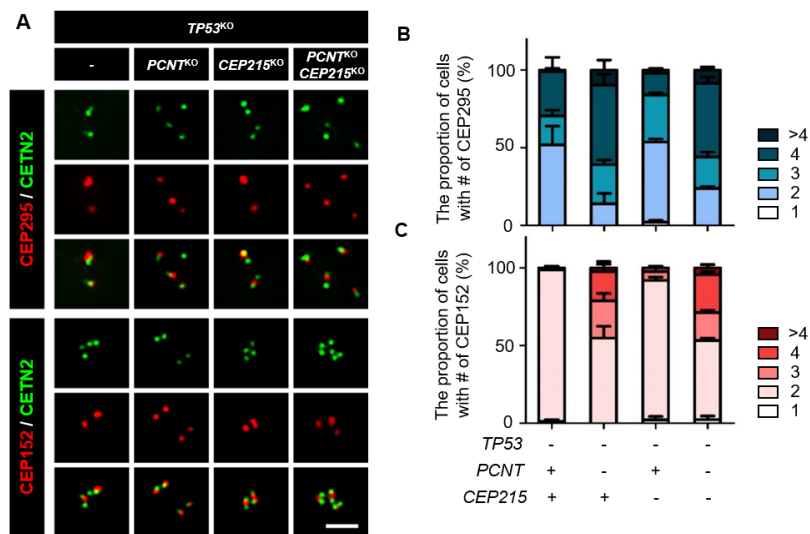 A
TP53KO
-
PCNTKO
CEP215KO
PCNTKO
CEP215KO
CEP295 / CETN2
CEP152 / CETN2
B
The proportion of cells
with # of CEP295 (%)
100
50
0
>4
4
3
2
1
C
The proportion of cells
with # of CEP152 (%)
100
50
0
>4
4
3
2
1
TP53 - - - -
PCNT + - + -
CEP215 + + - -